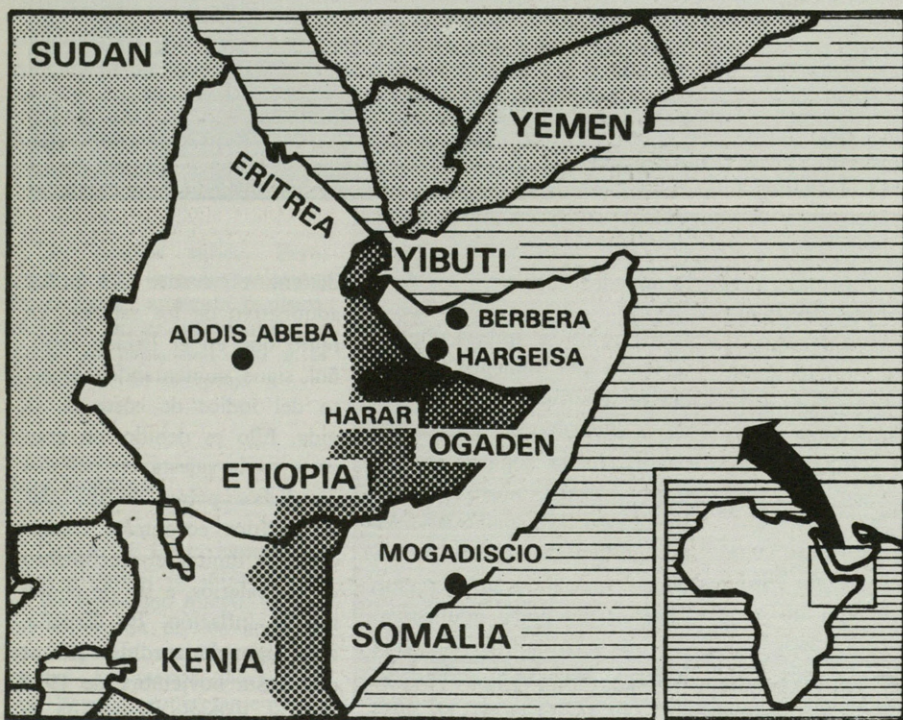 SUDAN
YEMEN
ERITREA
YIBUTI
BERBERA
ADDIS ABEBA
HARGEISA
HARAR
OGADEN
ETIOPIA
MOGADISCIO
SOMALIA
KENIA